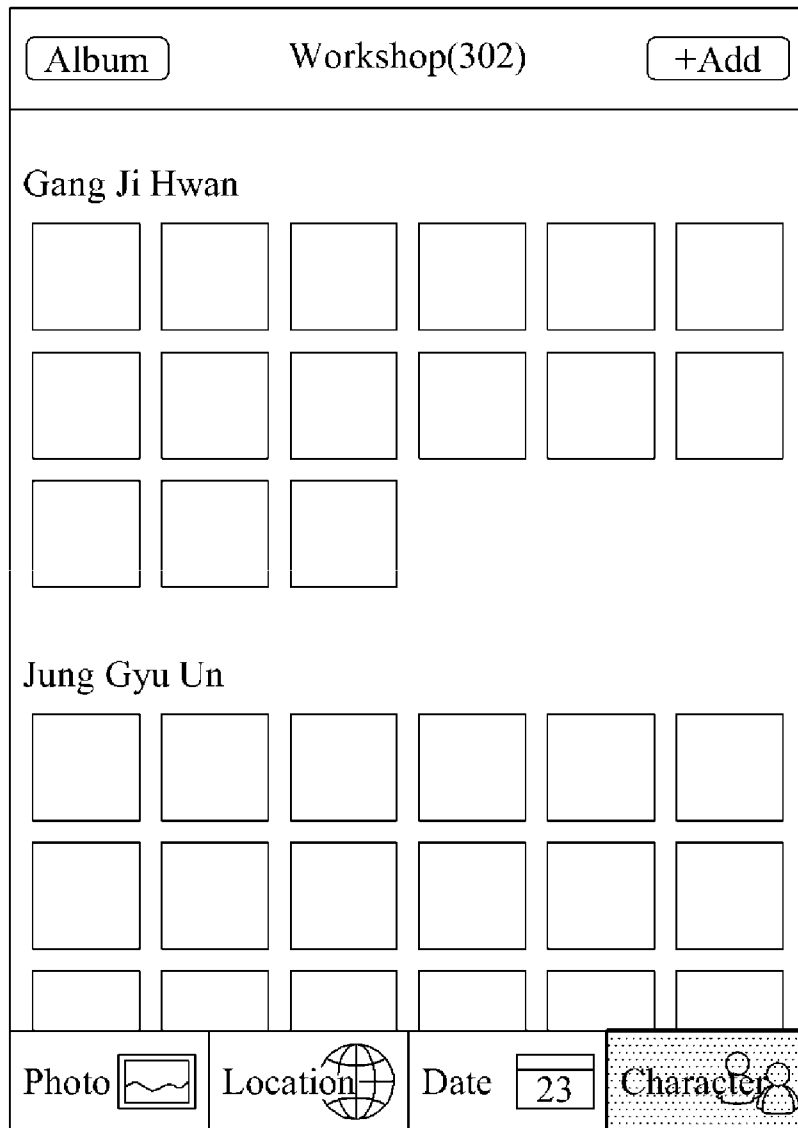 Album Workshop(302) +Add
Gang Ji Hwan
Jung Gyu Un
Photo Location Date 23 Character